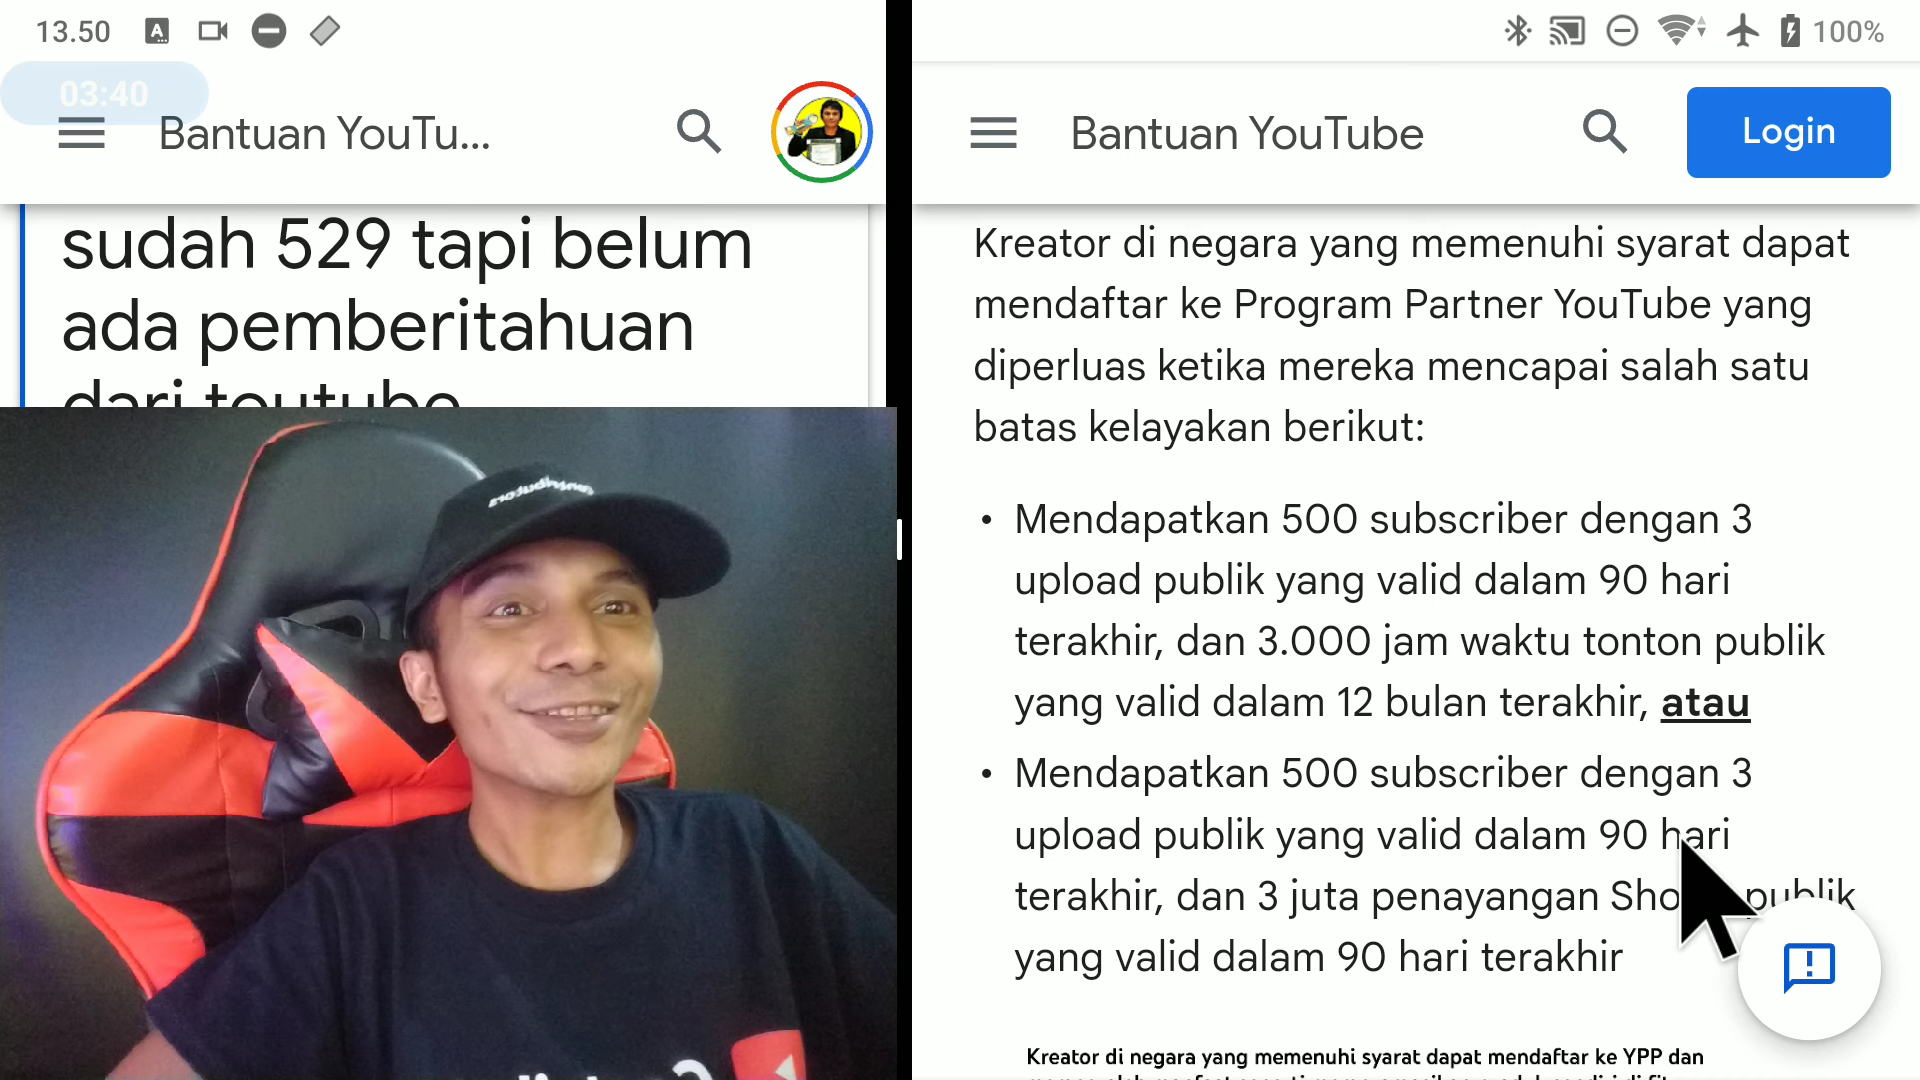 13.50
100%
03:40
Bantuan YouTu...
sudah 529 tapi belum
ada pemberitahuan
dari toutube
Bantuan YouTube
Login
Kreator di negara yang memenuhi syarat dapat
mendaftar ke Program Partner YouTube yang
diperluas ketika mereka mencapai salah satu
batas kelayakan berikut:
• Mendapatkan 500 subscriber dengan 3
upload publik yang valid dalam 90 hari
terakhir, dan 3.000 jam waktu tonton publik
yang valid dalam 12 bulan terakhir, atau
• Mendapatkan 500 subscriber dengan 3
upload publik yang valid dalam 90 hari
terakhir, dan 3 juta penayangan Sho publik
yang valid dalam 90 hari terakhir
Kreator di negara yang memenuhi syarat dapat mendaftar ke YPP dan